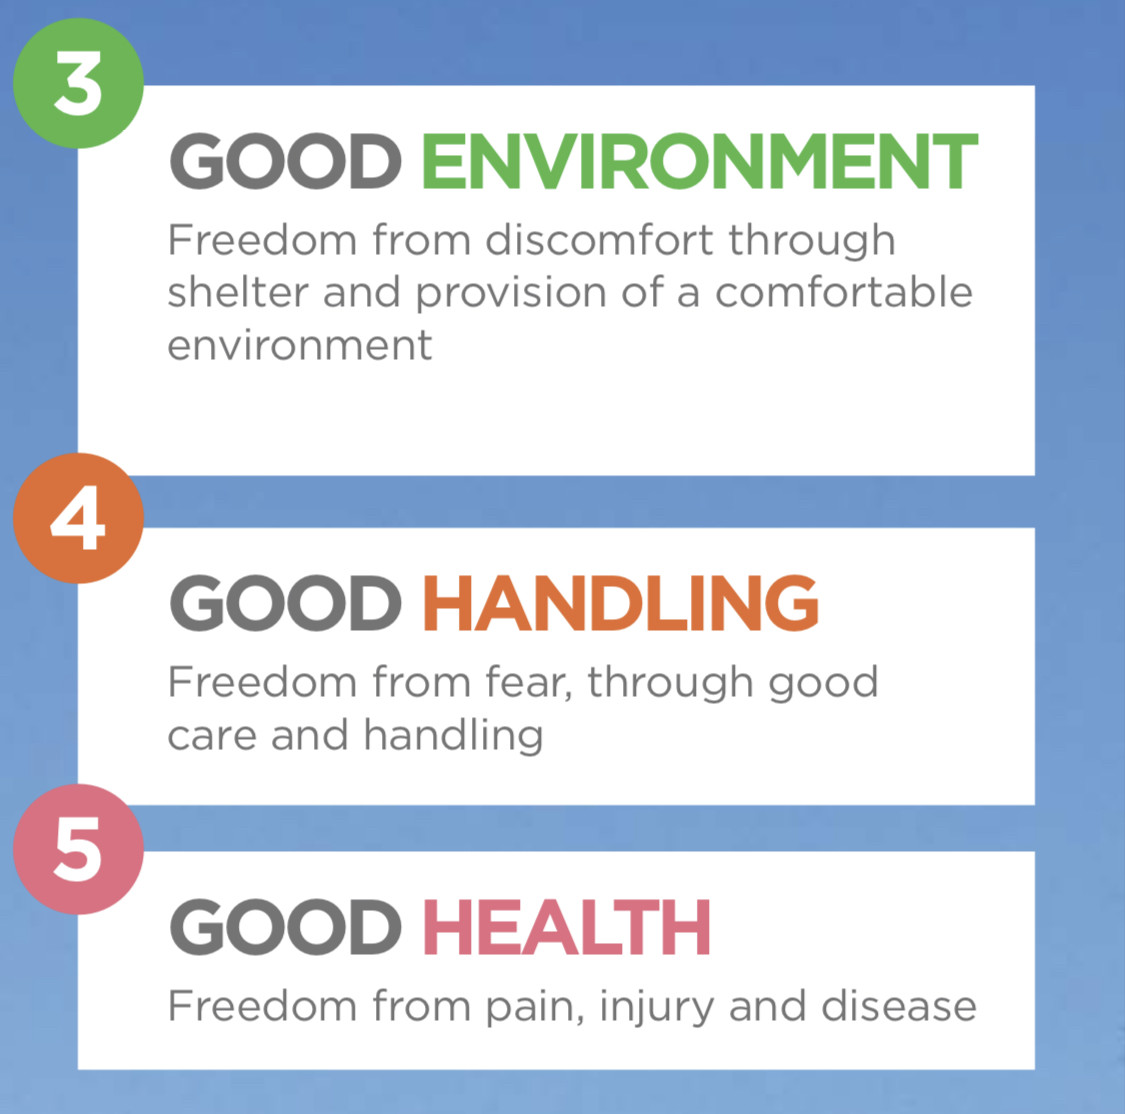 3
GOOD ENVIRONMENT
Freedom from discomfort through
shelter and provision of a comfortable
environment
4
GOOD HANDLING
Freedom from fear, through good
care and handling
5
GOOD HEALTH
Freedom from pain, injury and disease